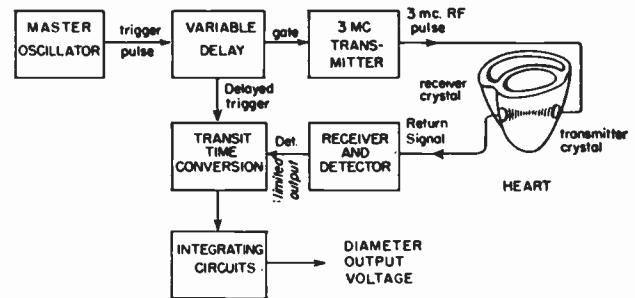 MASTER
OSCILLATOR
trigger
pulse
VARIABLE
DELAY
gate
3 MC
TRANS-
MITTER
3 mc. RF
pulse
receiver
crystal
transmitter
crystal
HEART
Delayed
trigger
TRANSIT
TIME
CONVERSION
Det.
limited
output
RECEIVER
AND
DETECTOR
Return
Signal
INTEGRATING
CIRCUITS
DIAMETER
OUTPUT
VOLTAGE